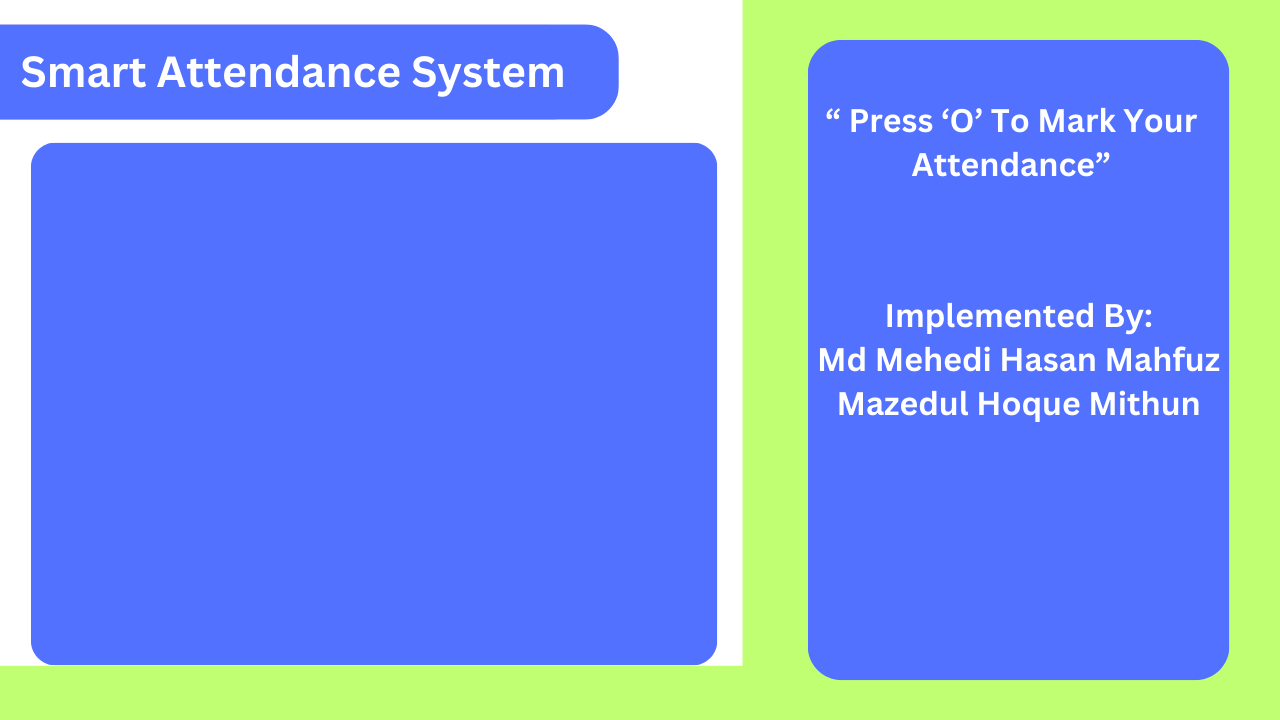 Smart Attendance System
“ Press ‘O’ To Mark Your
Attendance”
Implemented By:
Md Mehedi Hasan Mahfuz
Mazedul Hoque Mithun